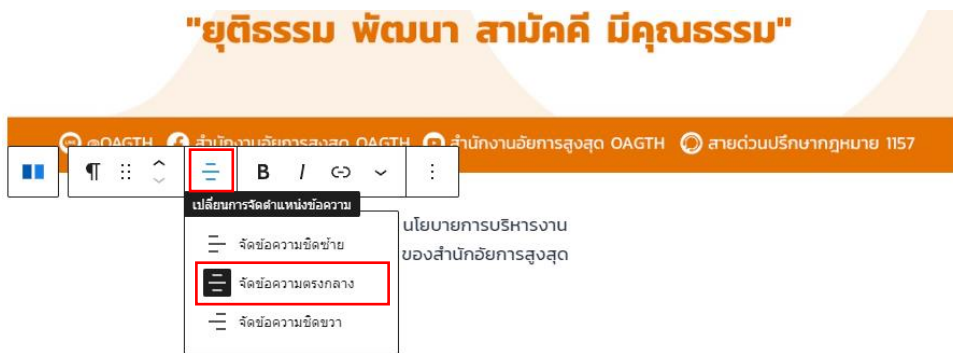 "ยุติธรรม พัฒนา สามัคคี มีคุณธรรม"
@OAGTH สำนักงานอัยการสูงสุด OAGTH สำนักงานอัยการสูงสุด OAGTH สายด่วนปรึกษากฎหมาย 1157
B I
เปลี่ยนการจัดตำแหน่งข้อความ
นโยบายการบริหารงาน
จัดข้อความชิดซ้าย
ของสำนักอัยการสูงสุด
จัดข้อความตรงกลาง
จัดข้อความชิดขวา